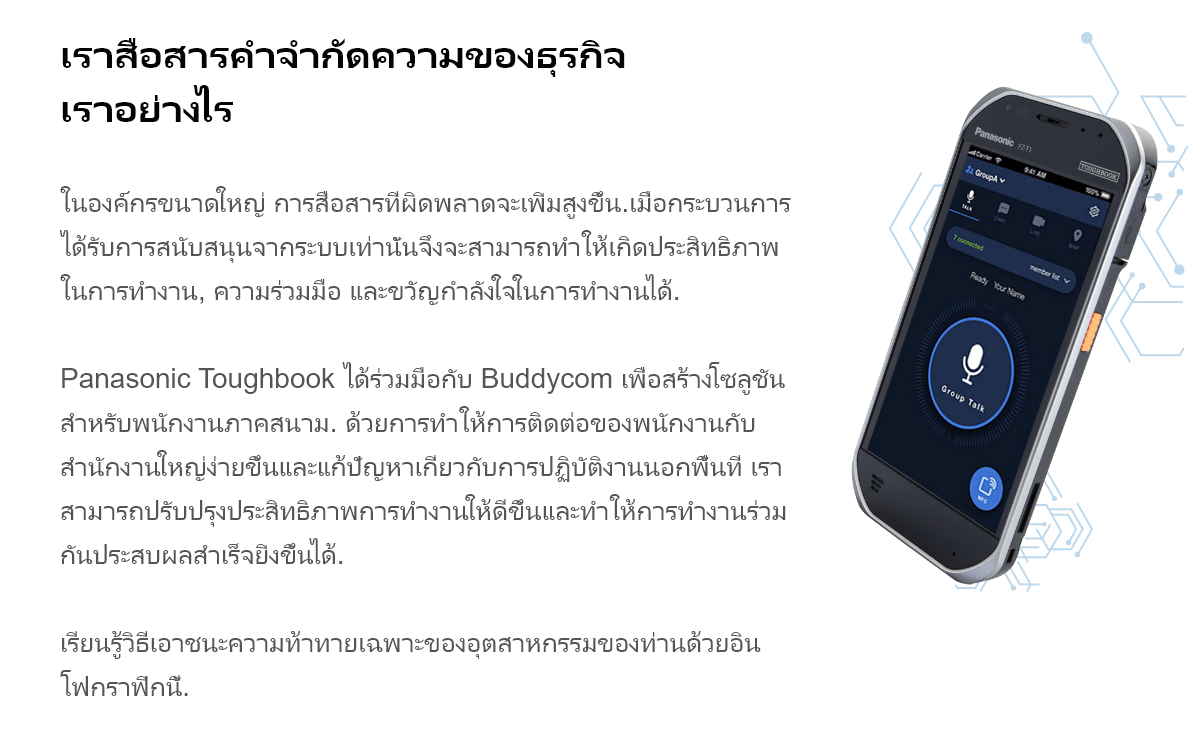 เราสื่อสารคำจำกัดความของธุรกิจ
เราอย่างไร
ในองค์กรขนาดใหญ่ การสื่อสารที่ผิดพลาดจะเพิ่มสูงขึ้น.เมื่อกระบวนการ
ได้รับการสนับสนุนจากระบบเท่านั้นจึงจะสามารถทำให้เกิดประสิทธิภาพ
ในการทำงาน, ความร่วมมือ และขวัญกำลังใจในการทำงานได้.
Panasonic Toughbook ได้ร่วมมือกับ Buddycom เพื่อสร้างโซลูชัน
สำหรับพนักงานภาคสนาม. ด้วยการทำให้การติดต่อของพนักงานกับ
สำนักงานใหญ่ง่ายขึ้นและแก้ปัญหาเกี่ยวกับการปฏิบัติงานนอกพื้นที่ เรา
สามารถปรับปรุงประสิทธิภาพการทำงานให้ดีขึ้นและทำให้การทำงานร่วม
กันประสบผลสำเร็จยิ่งขึ้นได้.
เรียนรู้วิธีเอาชนะความท้าทายเฉพาะของอุตสาหกรรมของท่านด้วยอิน
โฟกราฟิกนี้.
Panasonic FZ-T1
TOUGHBOOK
Carrier 9:41 AM 100%
GroupA
TALK CHAT LIVE MAP
7 connected
member list
Ready Your Name
Group Talk
NFC